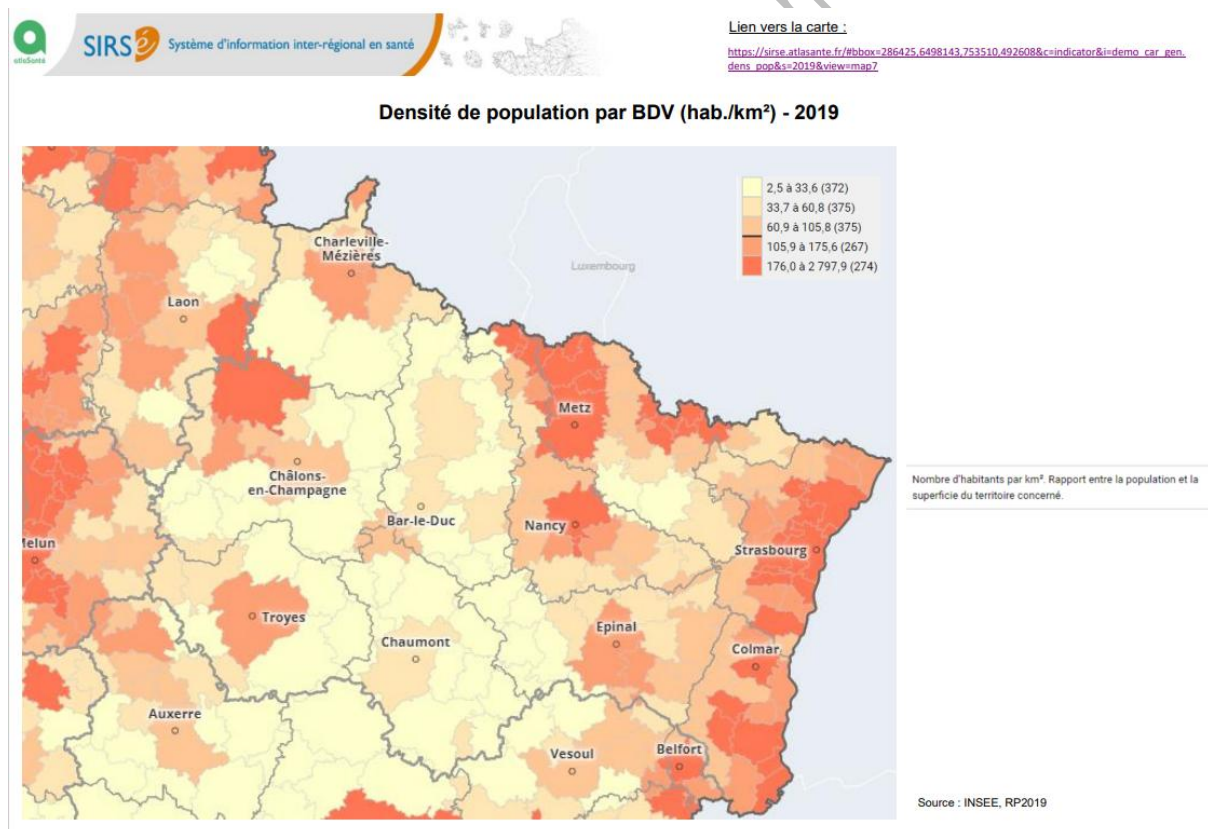 atlaSanté
SIRSé Système d'information inter-régional en santé
Lien vers la carte :
https://sirse.atlasante.fr/#bbox=286425,6498143,753510,492608&c=indicator&i=demo_car_gen.
dens_pop&s=2019&view=map7
Densité de population par BDV (hab./km²) - 2019
2,5 à 33,6 (372)
33,7 à 60,8 (375)
60,9 à 105,8 (375)
105,9 à 175,6 (267)
176,0 à 2 797,9 (274)
Charleville-
Mézières
Luxembourg
Laon
Metz
Châlons-
en-Champagne
Bar-le-Duc
Nancy
Strasbourg
Melun
Troyes
Epinal
Chaumont
Colmar
Auxerre
Vesoul
Belfort
Nombre d'habitants par km². Rapport entre la population et la
superficie du territoire concerné.
Source : INSEE, RP2019